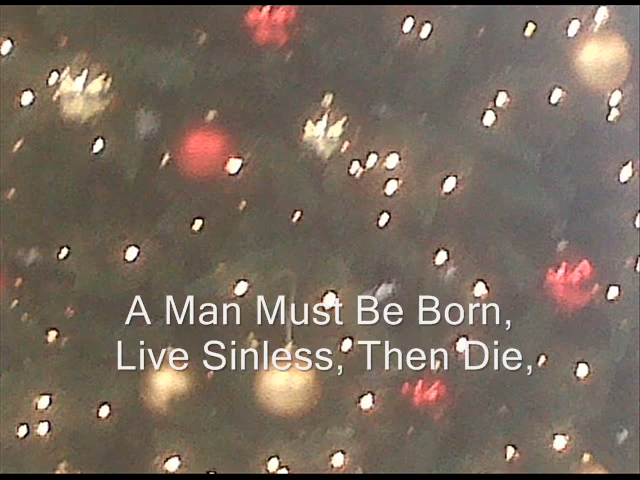 A Man Must Be Born,
Live Sinless, Then Die,